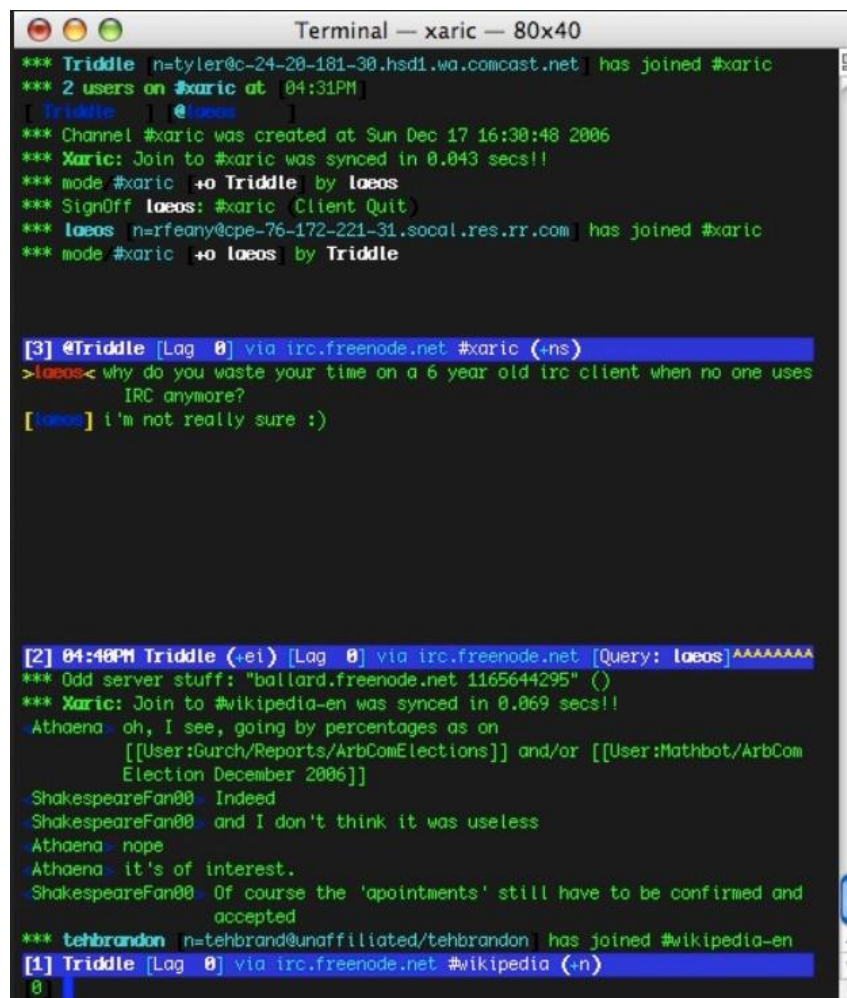 Terminal — xaric — 80x40
*** Triddle [n=tyler@c-24-20-181-30.hsd1.wa.comcast.net] has joined #xaric
*** 2 users on #xaric at [04:31PM]
[ Triddle ] [@laeos ]
*** Channel #xaric was created at Sun Dec 17 16:30:48 2006
*** Xaric: Join to #xaric was synced in 0.043 secs!!
*** mode/#xaric [+o Triddle] by laeos
*** SignOff laeos: #xaric (Client Quit)
*** laeos [n=rfeany@cpe-76-172-221-31.socal.res.rr.com] has joined #xaric
*** mode/#xaric [+o laeos] by Triddle
[3] @Triddle [Lag 0] via irc.freenode.net #xaric (+ns)
>laeos< why do you waste your time on a 6 year old irc client when no one uses
IRC anymore?
[laeos] i'm not really sure :)
[2] 04:40PM Triddle (+ei) [Lag 0] via irc.freenode.net [Query: laeos]^^^^^^^^
*** Odd server stuff: "ballard.freenode.net 1165644295" ()
*** Xaric: Join to #wikipedia-en was synced in 0.069 secs!!
<Athaena> oh, I see, going by percentages as on
[[User:Gurch/Reports/ArbComElections]] and/or [[User:Mathbot/ArbCom
Election December 2006]]
<ShakespeareFan00> Indeed
<ShakespeareFan00> and I don't think it was useless
<Athaena> nope
<Athaena> it's of interest.
<ShakespeareFan00> Of course the 'apointments' still have to be confirmed and
accepted
*** tehbrandon [n=tehbrand@unaffiliated/tehbrandon] has joined #wikipedia-en
[1] Triddle [Lag 0] via irc.freenode.net #wikipedia (+n)
[0]